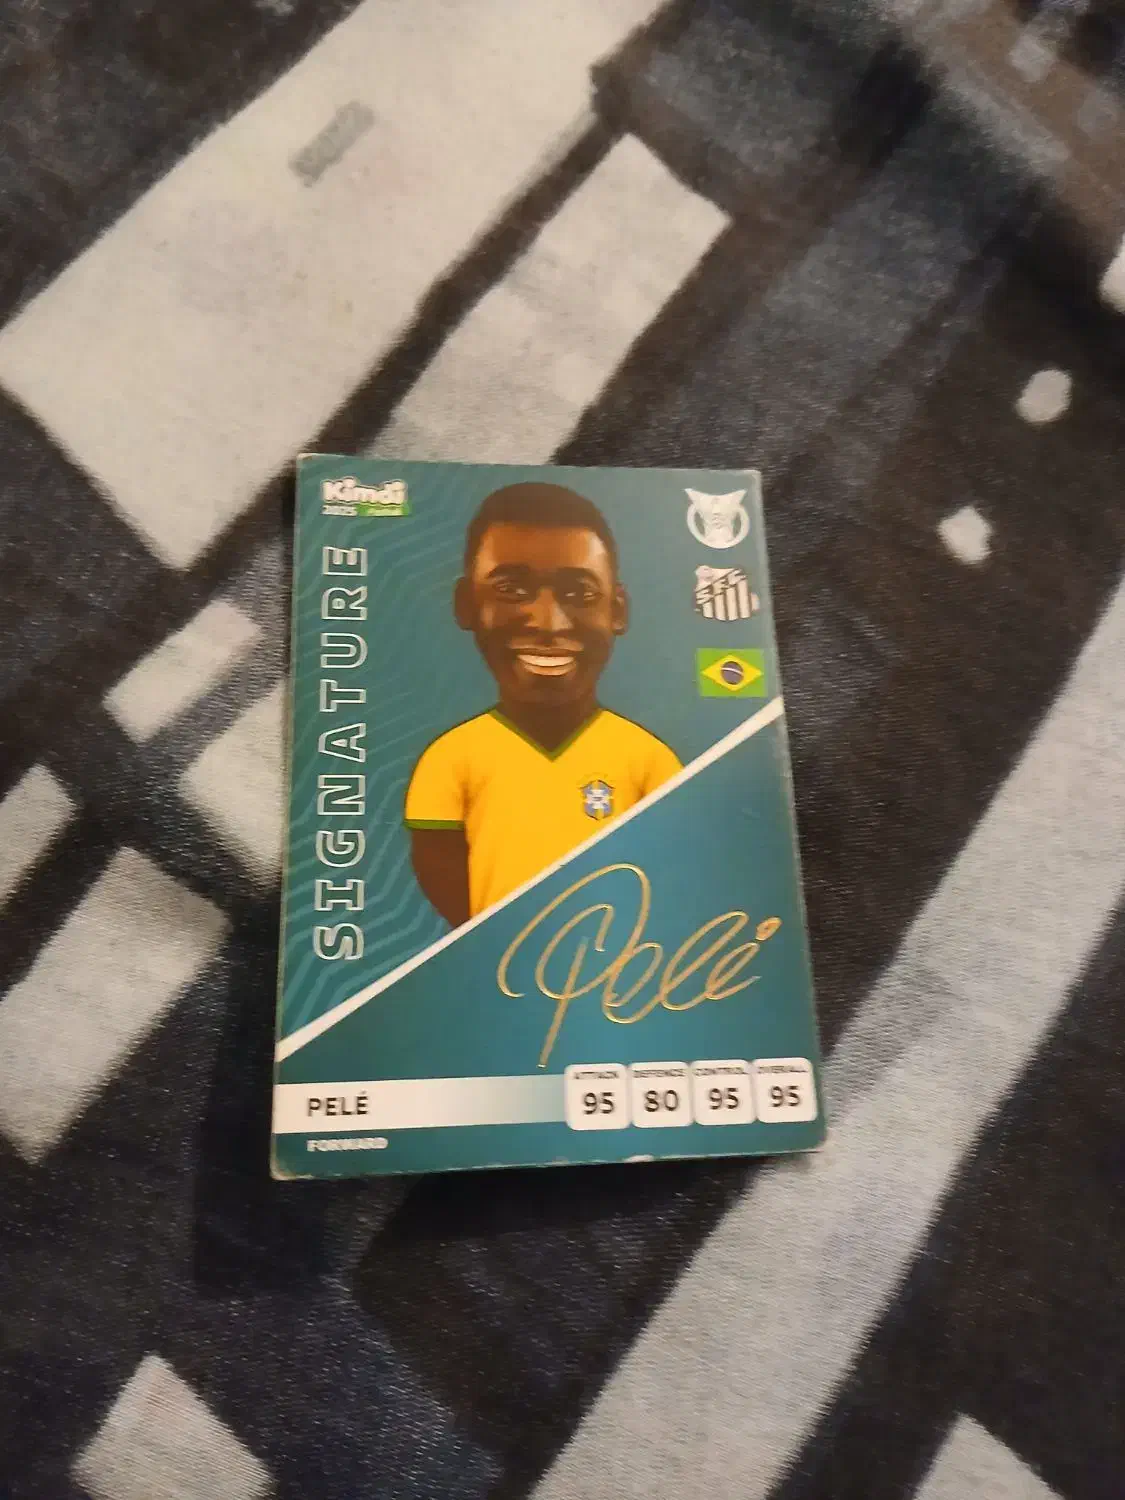 Kimdi
2025
SIGNATURE
S.F.C.
Pelé
PELÉ
FORWARD
ATTACK DEFENCE CONTROL OVERALL
95 80 95 95